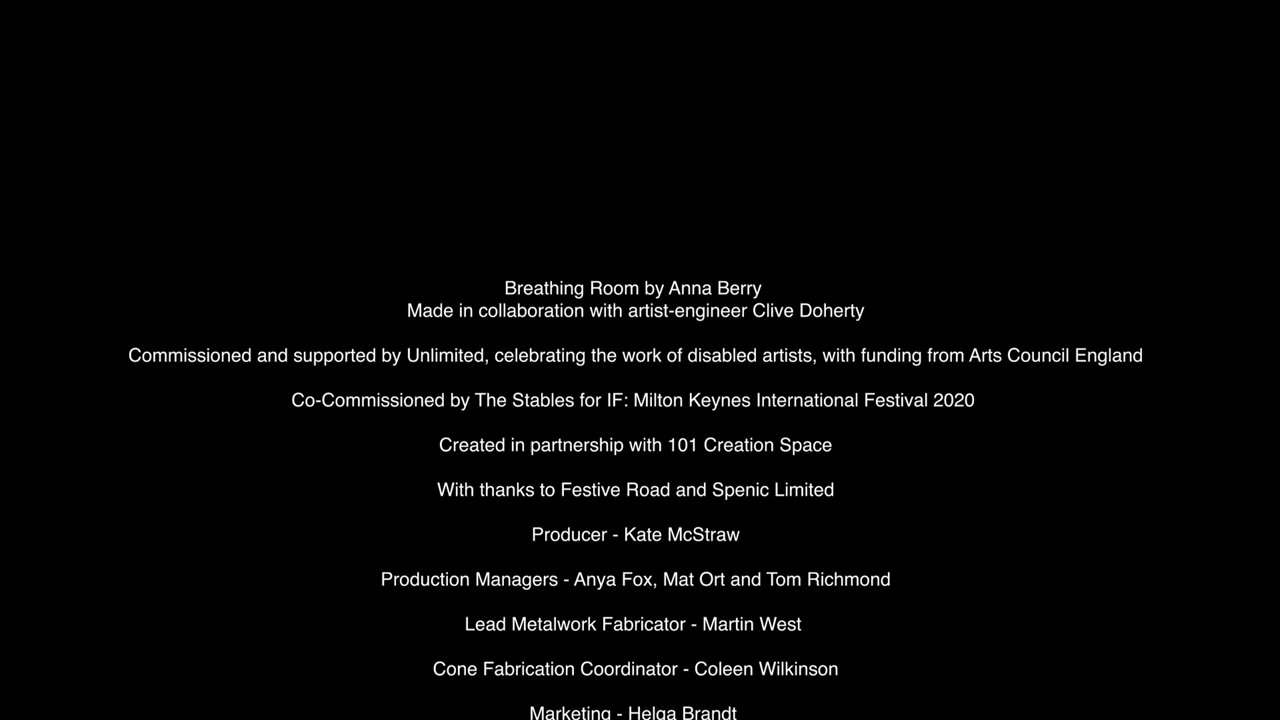 Breathing Room by Anna Berry
Made in collaboration with artist-engineer Clive Doherty
Commissioned and supported by Unlimited, celebrating the work of disabled artists, with funding from Arts Council England
Co-Commissioned by The Stables for IF: Milton Keynes International Festival 2020
Created in partnership with 101 Creation Space
With thanks to Festive Road and Spenic Limited
Producer - Kate McStraw
Production Managers - Anya Fox, Mat Ort and Tom Richmond
Lead Metalwork Fabricator - Martin West
Cone Fabrication Coordinator - Coleen Wilkinson
Marketing - Helga Brandt